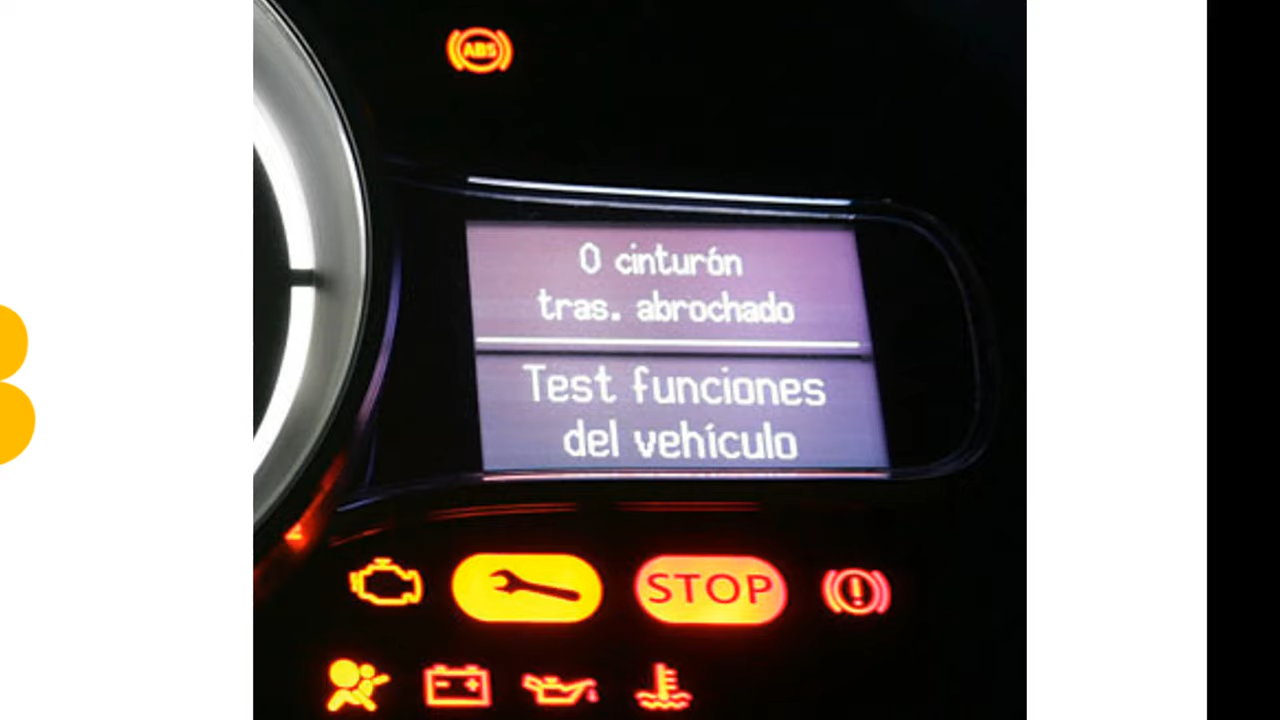 ABS
0 cinturón
tras. abrochado
Test funciones
del vehículo
STOP